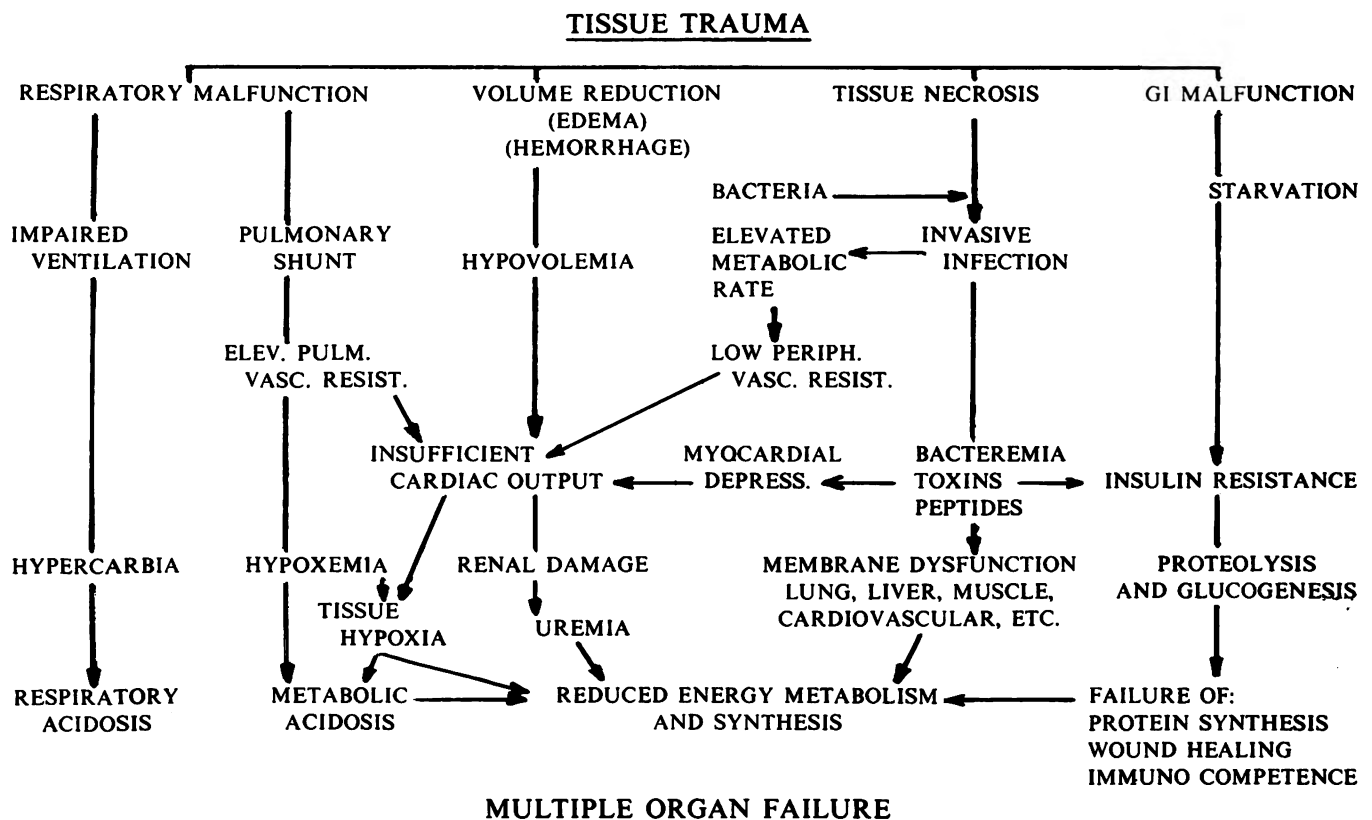 TISSUE TRAUMA
RESPIRATORY MALFUNCTION
VOLUME REDUCTION
(EDEMA)
(HEMORRHAGE)
TISSUE NECROSIS
GI MALFUNCTION
BACTERIA
STARVATION
IMPAIRED
VENTILATION
PULMONARY
SHUNT
HYPOVOLEMIA
ELEVATED
METABOLIC
RATE
INVASIVE
INFECTION
ELEV. PULM.
VASC. RESIST.
LOW PERIPH.
VASC. RESIST.
INSUFFICIENT
CARDIAC OUTPUT
MYOCARDIAL
DEPRESS.
BACTEREMIA
TOXINS
PEPTIDES
INSULIN RESISTANCE
HYPERCARBIA
HYPOXEMIA
RENAL DAMAGE
MEMBRANE DYSFUNCTION
LUNG, LIVER, MUSCLE,
CARDIOVASCULAR, ETC.
PROTEOLYSIS
AND GLUCOGENESIS
TISSUE
HYPOXIA
UREMIA
RESPIRATORY
ACIDOSIS
METABOLIC
ACIDOSIS
REDUCED ENERGY METABOLISM
AND SYNTHESIS
FAILURE OF:
PROTEIN SYNTHESIS
WOUND HEALING
IMMUNO COMPETENCE
MULTIPLE ORGAN FAILURE